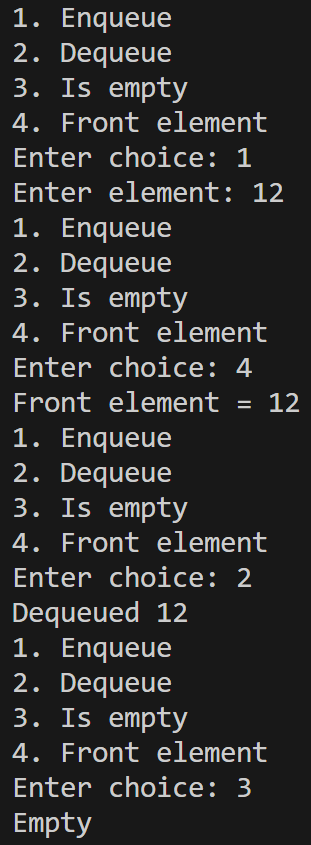 1. Enqueue
2. Dequeue
3. Is empty
4. Front element
Enter choice: 1
Enter element: 12
1. Enqueue
2. Dequeue
3. Is empty
4. Front element
Enter choice: 4
Front element = 12
1. Enqueue
2. Dequeue
3. Is empty
4. Front element
Enter choice: 2
Dequeued 12
1. Enqueue
2. Dequeue
3. Is empty
4. Front element
Enter choice: 3
Empty